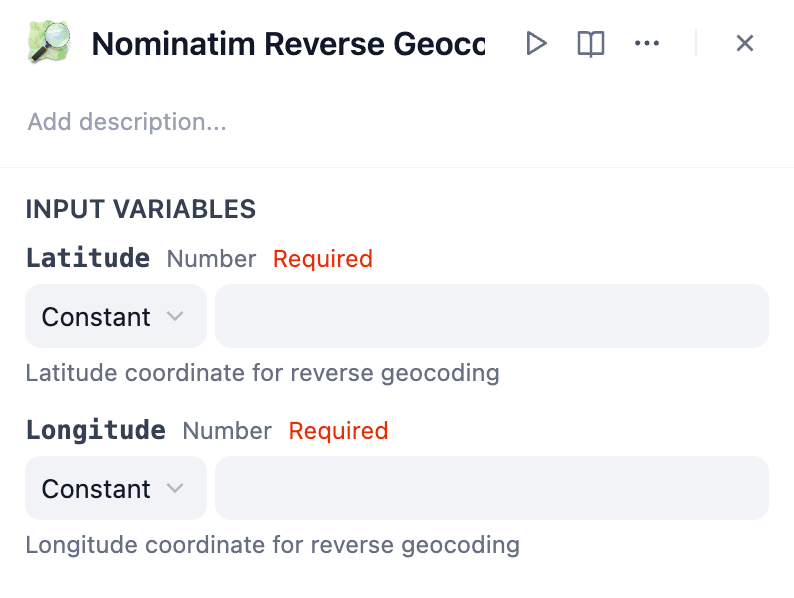 Nominatim Reverse Geoco
Add description...
INPUT VARIABLES
Latitude Number Required
Constant
Latitude coordinate for reverse geocoding
Longitude Number Required
Constant
Longitude coordinate for reverse geocoding